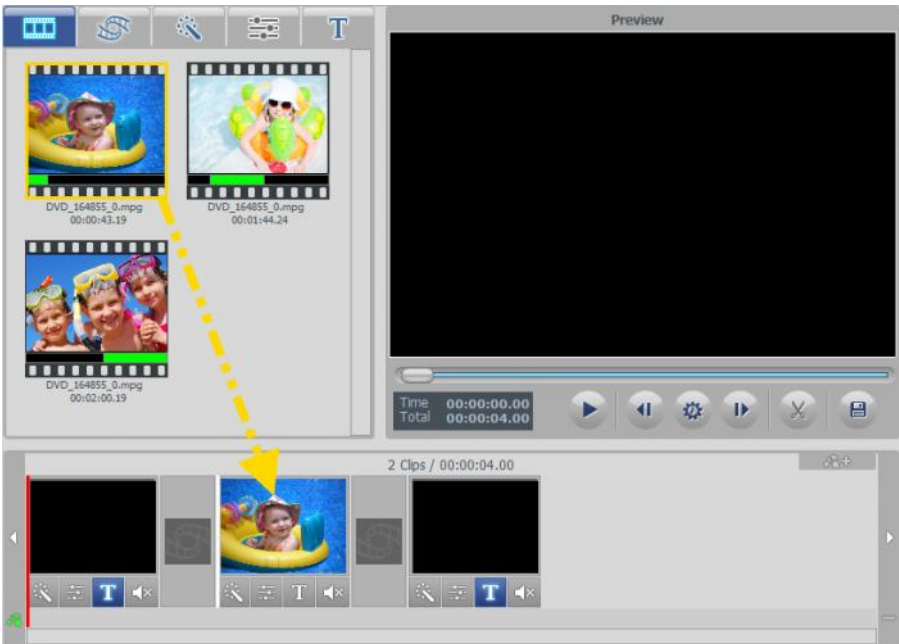 T
Preview
DVD_164855_0.mpg
00:00:43.19
DVD_164855_0.mpg
00:01:44.24
DVD_164855_0.mpg
00:02:00.19
Time 00:00:00.00
Total 00:00:04.00
2 Clips / 00:00:04.00
T
T
T